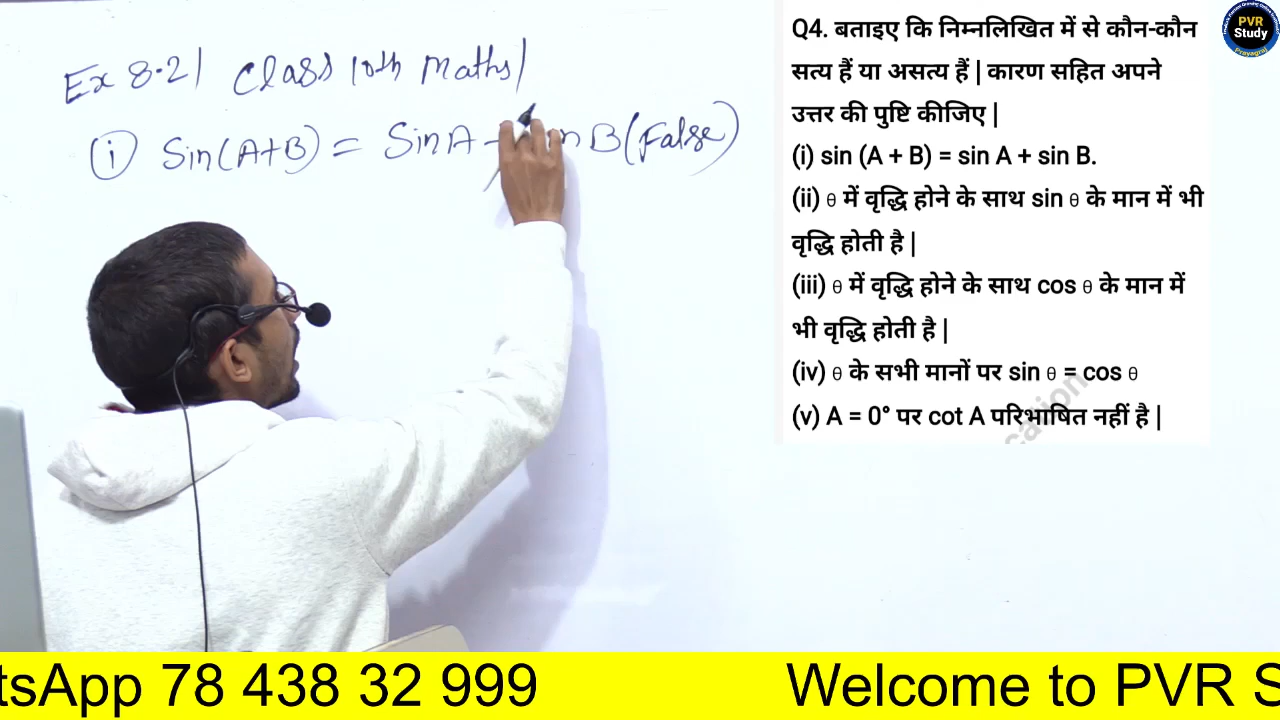 Ex 8.2| Class 10th Maths|
(i) Sin(A+B) = SinA + B (False)
Q4. बताइए कि निम्नलिखित में से कौन-कौन
सत्य हैं या असत्य हैं | कारण सहित अपने
उत्तर की पुष्टि कीजिए |
(i) sin (A + B) = sin A + sin B.
(ii) θ में वृद्धि होने के साथ sin θ के मान में भी
वृद्धि होती है |
(iii) θ में वृद्धि होने के साथ cos θ के मान में
भी वृद्धि होती है |
(iv) θ के सभी मानों पर sin θ = cos θ
(v) A = 0° पर cot A परिभाषित नहीं है |
PVR
Study
Prayagraj
tsApp 78 438 32 999
Welcome to PVR S